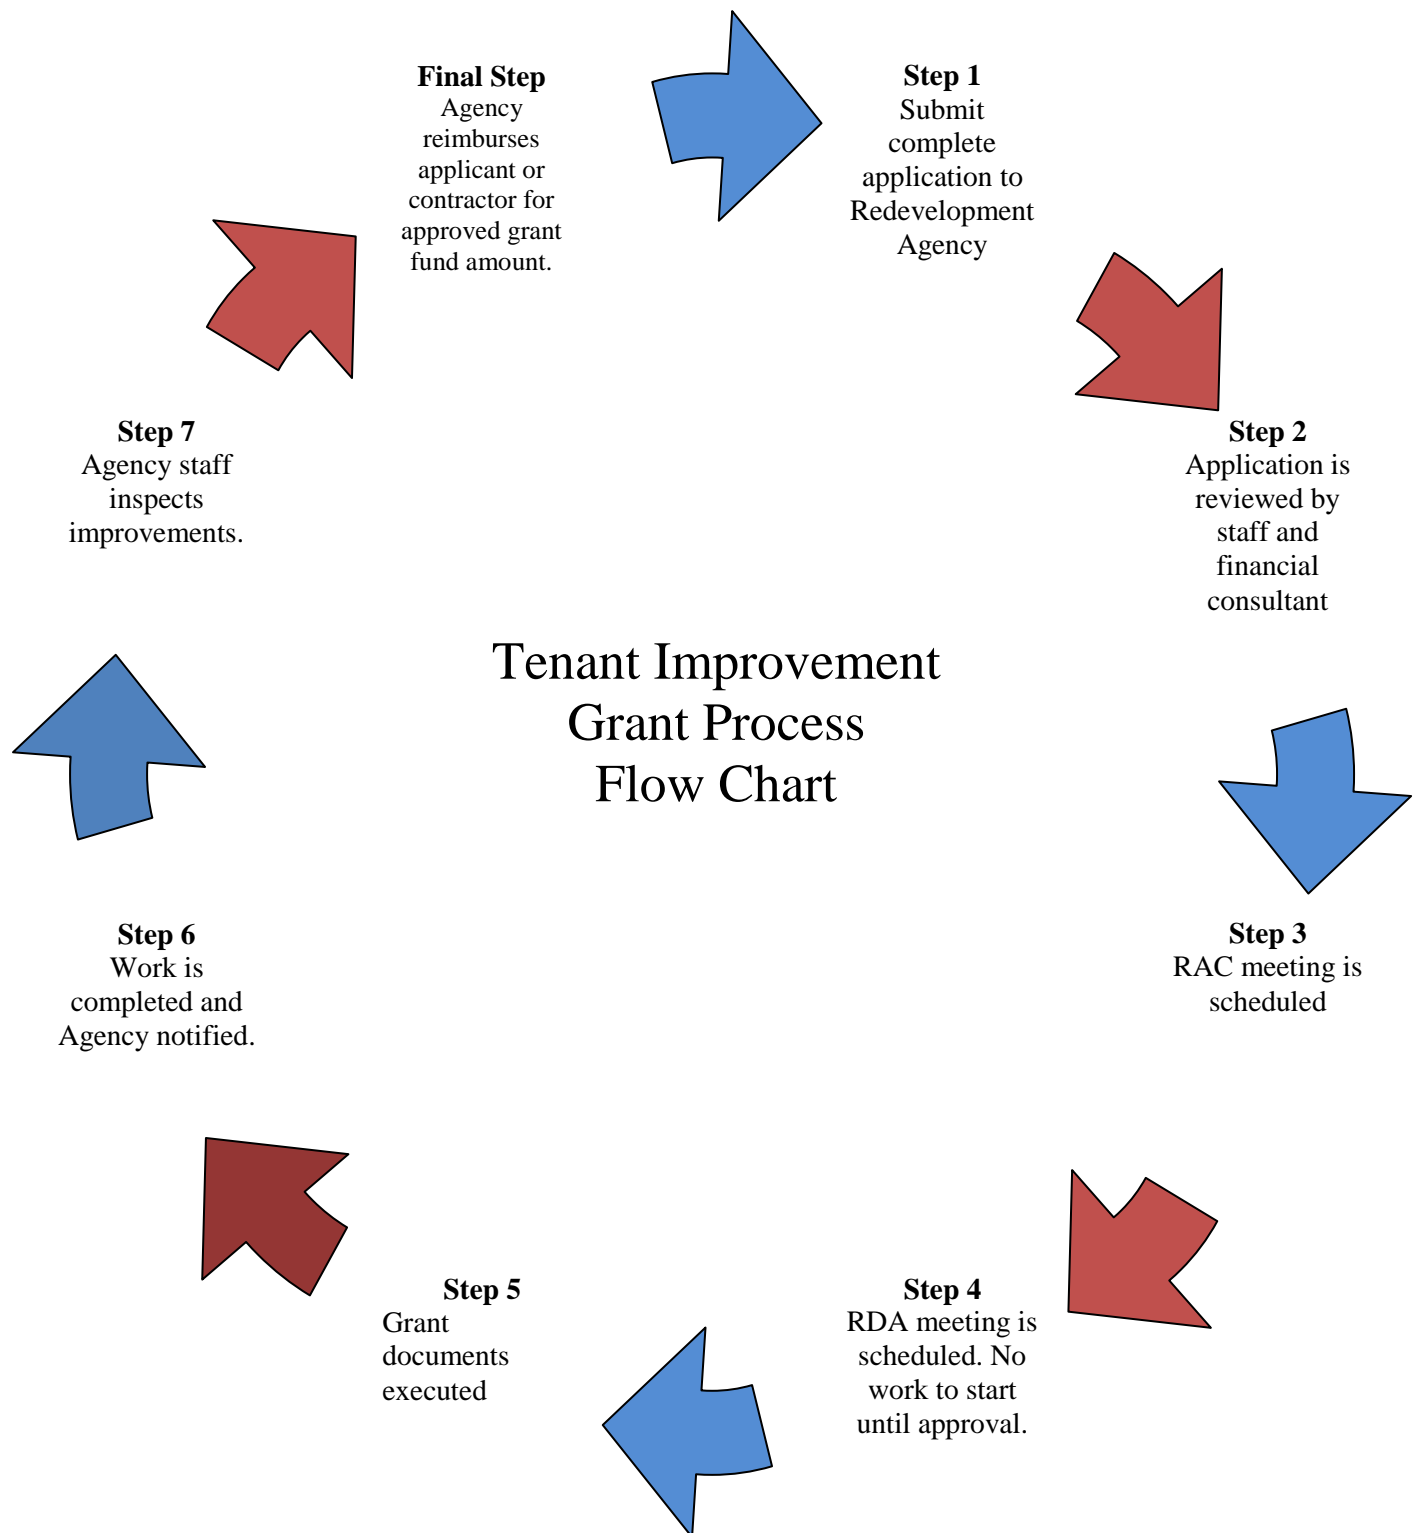 Final Step
Agency
reimburses
applicant or
contractor for
approved grant
fund amount.
Step 1
Submit
complete
application to
Redevelopment
Agency
Step 2
Application is
reviewed by
staff and
financial
consultant
Step 3
RAC meeting is
scheduled
Step 4
RDA meeting is
scheduled. No
work to start
until approval.
Step 5
Grant
documents
executed
Step 6
Work is
completed and
Agency notified.
Step 7
Agency staff
inspects
improvements.
Tenant Improvement
Grant Process
Flow Chart